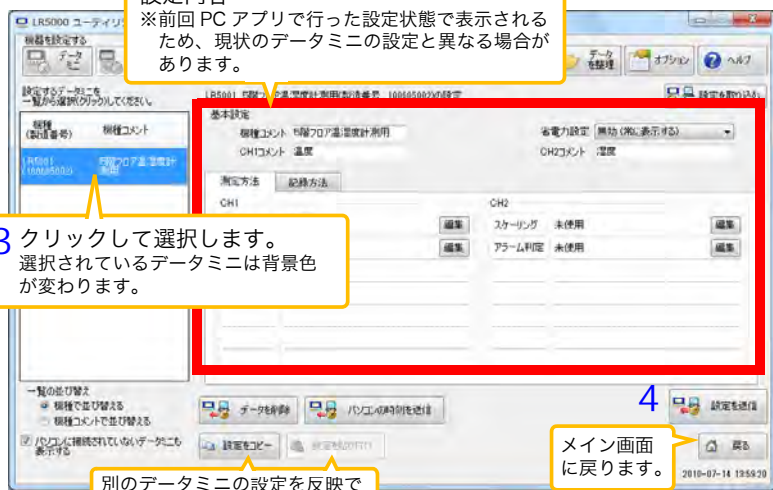 設定内容
※前回 PC アプリで行った設定状態で表示される
ため、現状のデータミニの設定と異なる場合が
あります。
LR5000 ユーティリ
機器を設定する
データミニ
データを整理
オプション
ヘルプ
設定するデータミニを
一覧から選択(クリック)してください。
設定を取り込む
機種
(製造番号)
機種コメント
LR5001
(100605002)
5階フロア温湿度計測用
基本設定
機種コメント 5階フロア温湿度計測用
省電力設定 無効 (常に表示する)
CH1コメント 温度
CH2コメント 湿度
測定方法 記録方法
CH1
CH2
編集 スケーリング 未使用 編集
編集 アラーム判定 未使用 編集
3 クリックして選択します。
選択されているデータミニは背景色
が変わります。
一覧の並び替え
機種で並び替える
機種コメントで並び替える
パソコンに接続されていないデータミニも
表示する
データを削除
パソコンの時刻を送信
4 設定を送信
設定をコピー
メイン画面
に戻ります。
戻る
別のデータミニの設定を反映で
2010-07-14 13:59:20